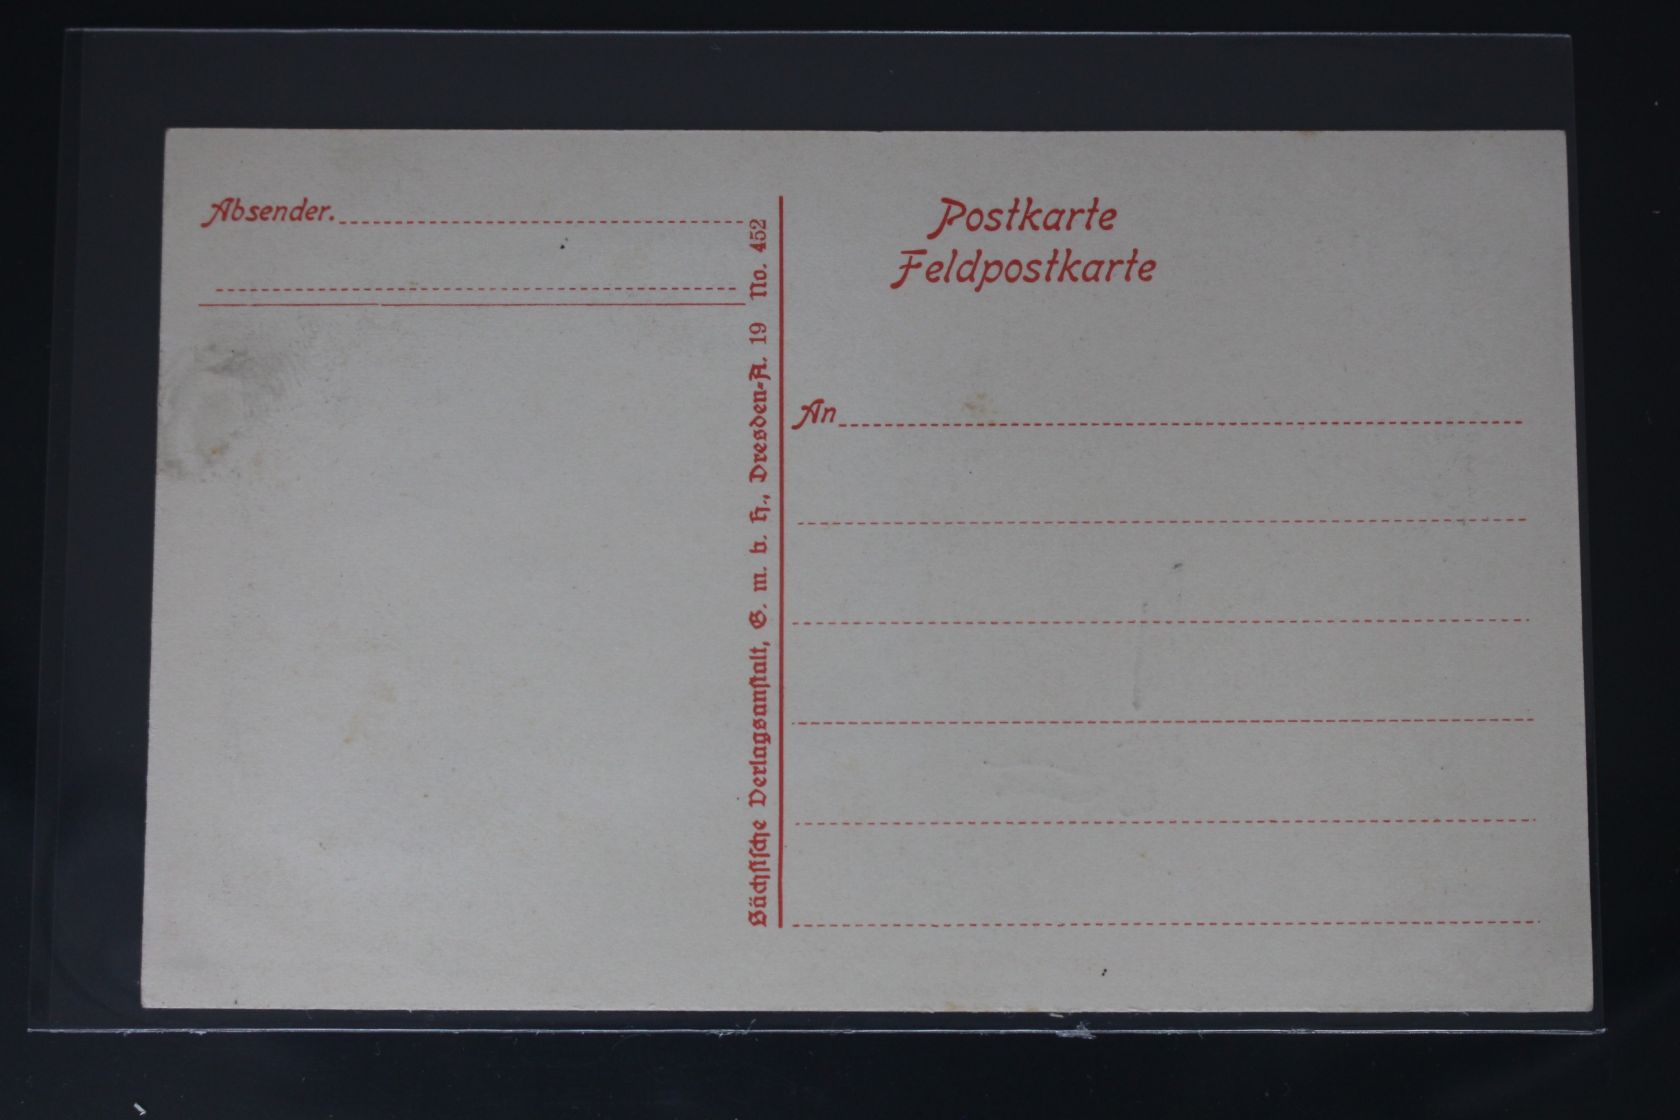 Absender.
Sächsische Verlagsanstalt, G. m. b. H., Dresden-A. 19 No. 452
Postkarte
Feldpostkarte
An